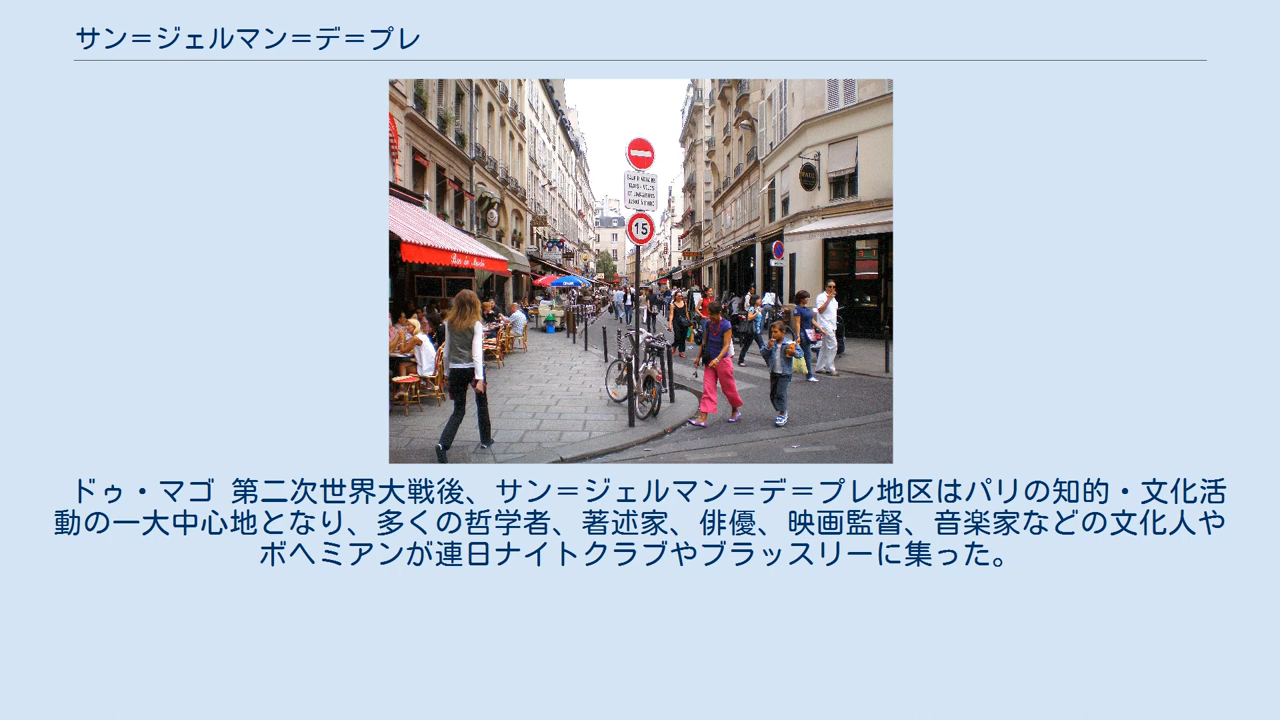 サン＝ジェルマン＝デ＝プレ
15
ドゥ・マゴ 第二次世界大戦後、サン＝ジェルマン＝デ＝プレ地区はパリの知的・文化活
動の一大中心地となり、多くの哲学者、著述家、俳優、映画監督、音楽家などの文化人や
ボヘミアンが連日ナイトクラブやブラッスリーに集った。